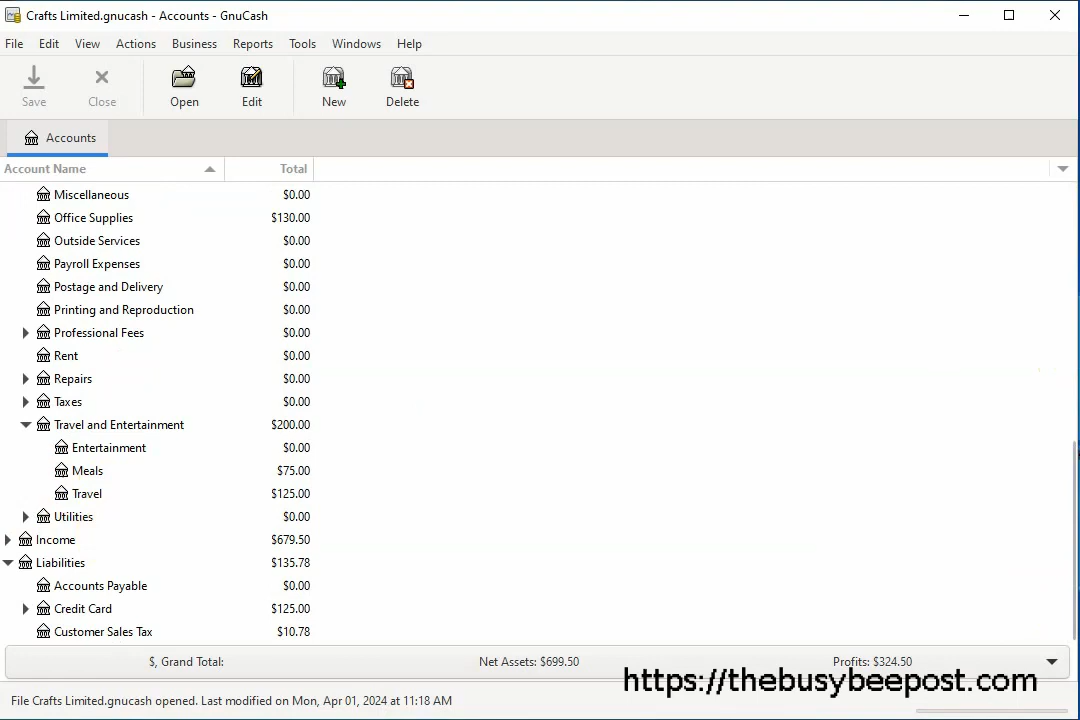 Crafts Limited.gnucash - Accounts - GnuCash
File Edit View Actions Business Reports Tools Windows Help
Save Close Open Edit New Delete
Accounts
Account Name Total
Miscellaneous $0.00
Office Supplies $130.00
Outside Services $0.00
Payroll Expenses $0.00
Postage and Delivery $0.00
Printing and Reproduction $0.00
Professional Fees $0.00
Rent $0.00
Repairs $0.00
Taxes $0.00
Travel and Entertainment $200.00
Entertainment $0.00
Meals $75.00
Travel $125.00
Utilities $0.00
Income $679.50
Liabilities $135.78
Accounts Payable $0.00
Credit Card $125.00
Customer Sales Tax $10.78
$, Grand Total: Net Assets: $699.50 Profits: $324.50
https://thebusybeepost.com
File Crafts Limited.gnucash opened. Last modified on Mon, Apr 01, 2024 at 11:18 AM